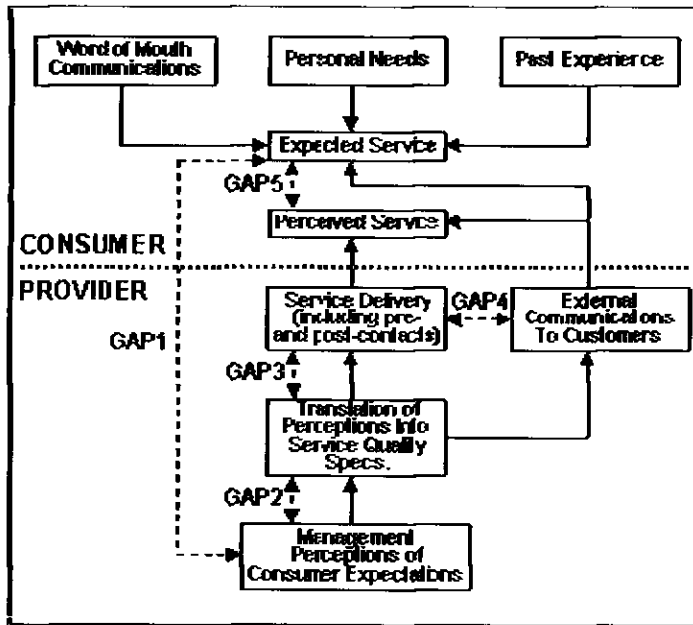 Word of Mouth
Communications
Personal Needs
Past Experience
Expected Service
GAP5
Perceived Service
CONSUMER
PROVIDER
Service Delivery
(including pre-
and post-contacts)
GAP4
External
Communications
To Customers
GAP1
GAP3
Translation of
Perceptions Into
Service Quality
Specs.
GAP2
Management
Perceptions of
Consumer Expectations